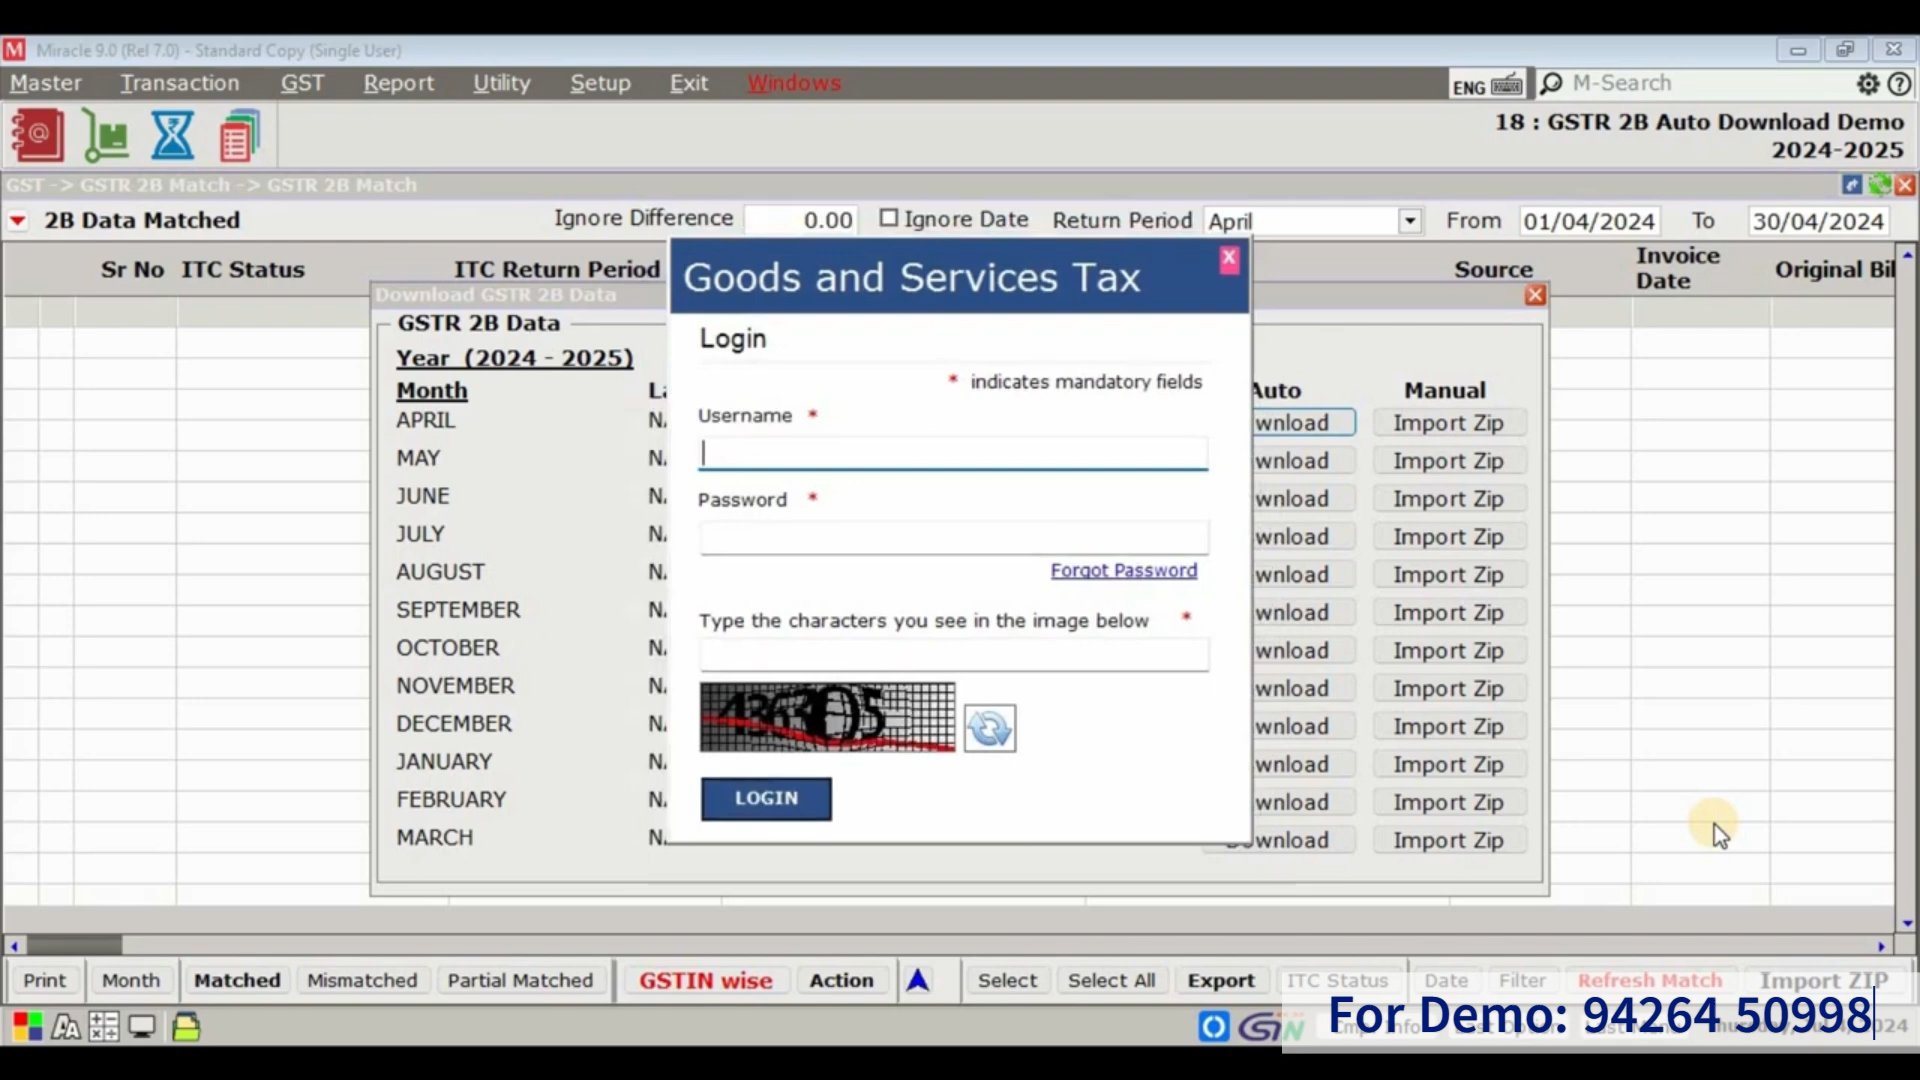 Miracle 9.0 (Rel 7.0) - Standard Copy (Single User)
Master Transaction GST Report Utility Setup Exit Windows ENG M-Search
18 : GSTR 2B Auto Download Demo
2024-2025
GST -> GSTR 2B Match -> GSTR 2B Match
2B Data Matched Ignore Difference 0.00 Ignore Date Return Period April From 01/04/2024 To 30/04/2024
Sr No ITC Status ITC Return Period Source Invoice Date Original Bil
Download GSTR 2B Data
GSTR 2B Data
Year (2024 - 2025)
Month Auto Manual
APRIL wnload Import Zip
MAY wnload Import Zip
JUNE wnload Import Zip
JULY wnload Import Zip
AUGUST wnload Import Zip
SEPTEMBER wnload Import Zip
OCTOBER wnload Import Zip
NOVEMBER wnload Import Zip
DECEMBER wnload Import Zip
JANUARY wnload Import Zip
FEBRUARY wnload Import Zip
MARCH wnload Import Zip
Goods and Services Tax
X
Login
* indicates mandatory fields
Username *
Password *
Forgot Password
Type the characters you see in the image below *
LOGIN
Print Month Matched Mismatched Partial Matched GSTIN wise Action Select Select All Export ITC Status Date Filter Refresh Match Import ZIP
For Demo: 94264 50998